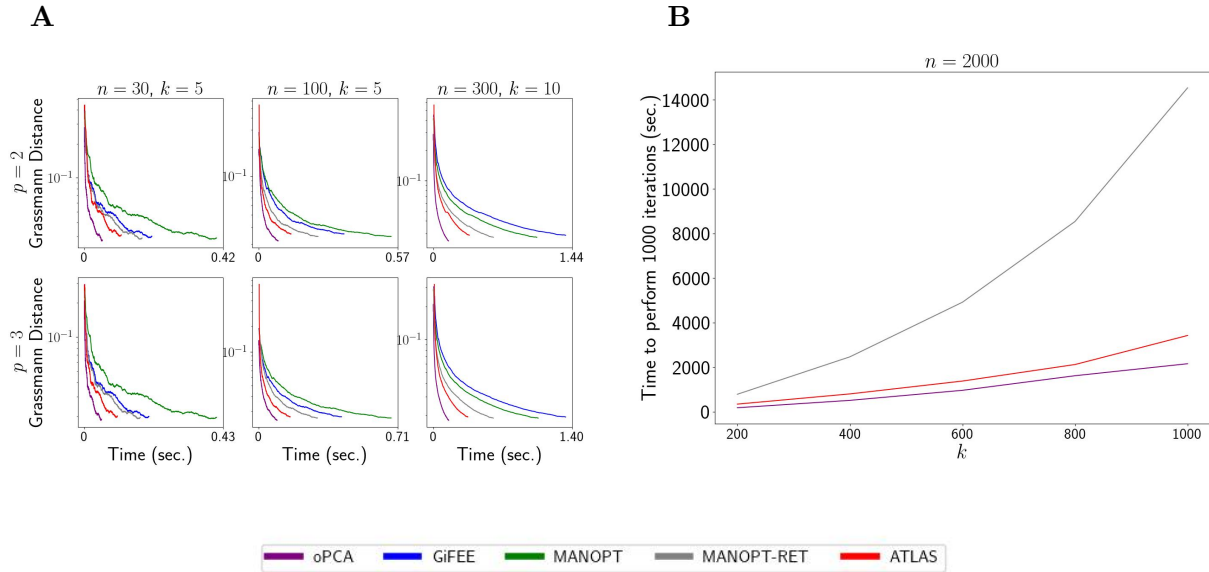 A
B
n = 30, k = 5
n = 100, k = 5
n = 300, k = 10
p = 2
Grassmann Distance
10⁻¹
10⁻¹
10⁻¹
0
0.42
0
0.57
0
1.44
p = 3
Grassmann Distance
10⁻¹
10⁻¹
10⁻¹
0
0.43
0
0.71
0
1.40
Time (sec.)
Time (sec.)
Time (sec.)
n = 2000
Time to perform 1000 iterations (sec.)
14000
12000
10000
8000
6000
4000
2000
0
200
400
600
800
1000
k
oPCA
GiFEE
MANOPT
MANOPT-RET
ATLAS